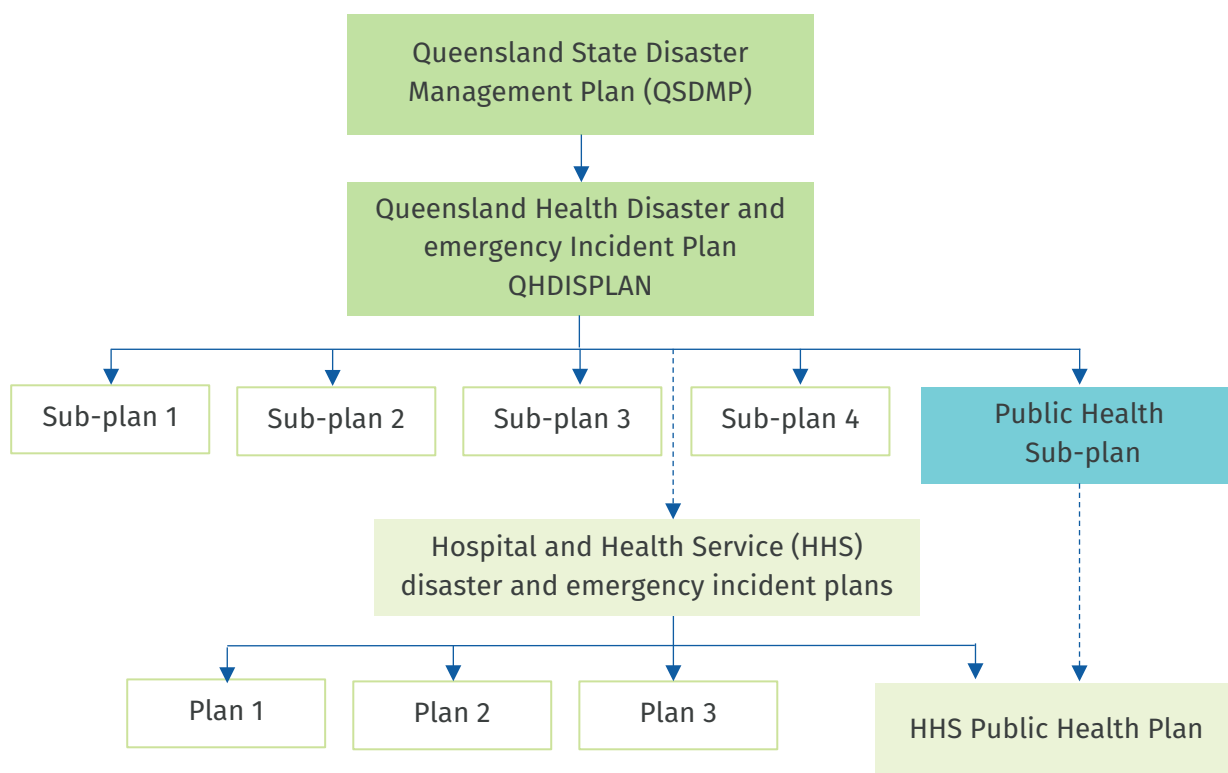 Queensland State Disaster
Management Plan (QSDMP)
Queensland Health Disaster and
emergency Incident Plan
QHDISPLAN
Sub-plan 1
Sub-plan 2
Sub-plan 3
Sub-plan 4
Public Health
Sub-plan
Hospital and Health Service (HHS)
disaster and emergency incident plans
Plan 1
Plan 2
Plan 3
HHS Public Health Plan